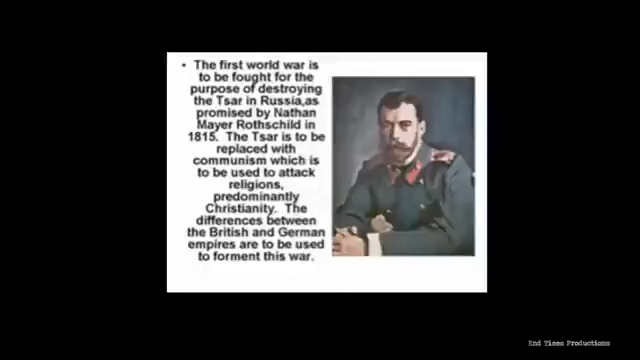 • The first world war is
to be fought for the
purpose of destroying
the Tsar in Russia,as
promised by Nathan
Mayer Rothschild in
1815. The Tsar is to be
replaced with
communism which is
to be used to attack
religions,
predominantly
Christianity. The
differences between
the British and German
empires are to be used
to forment this war.
End Times Productions